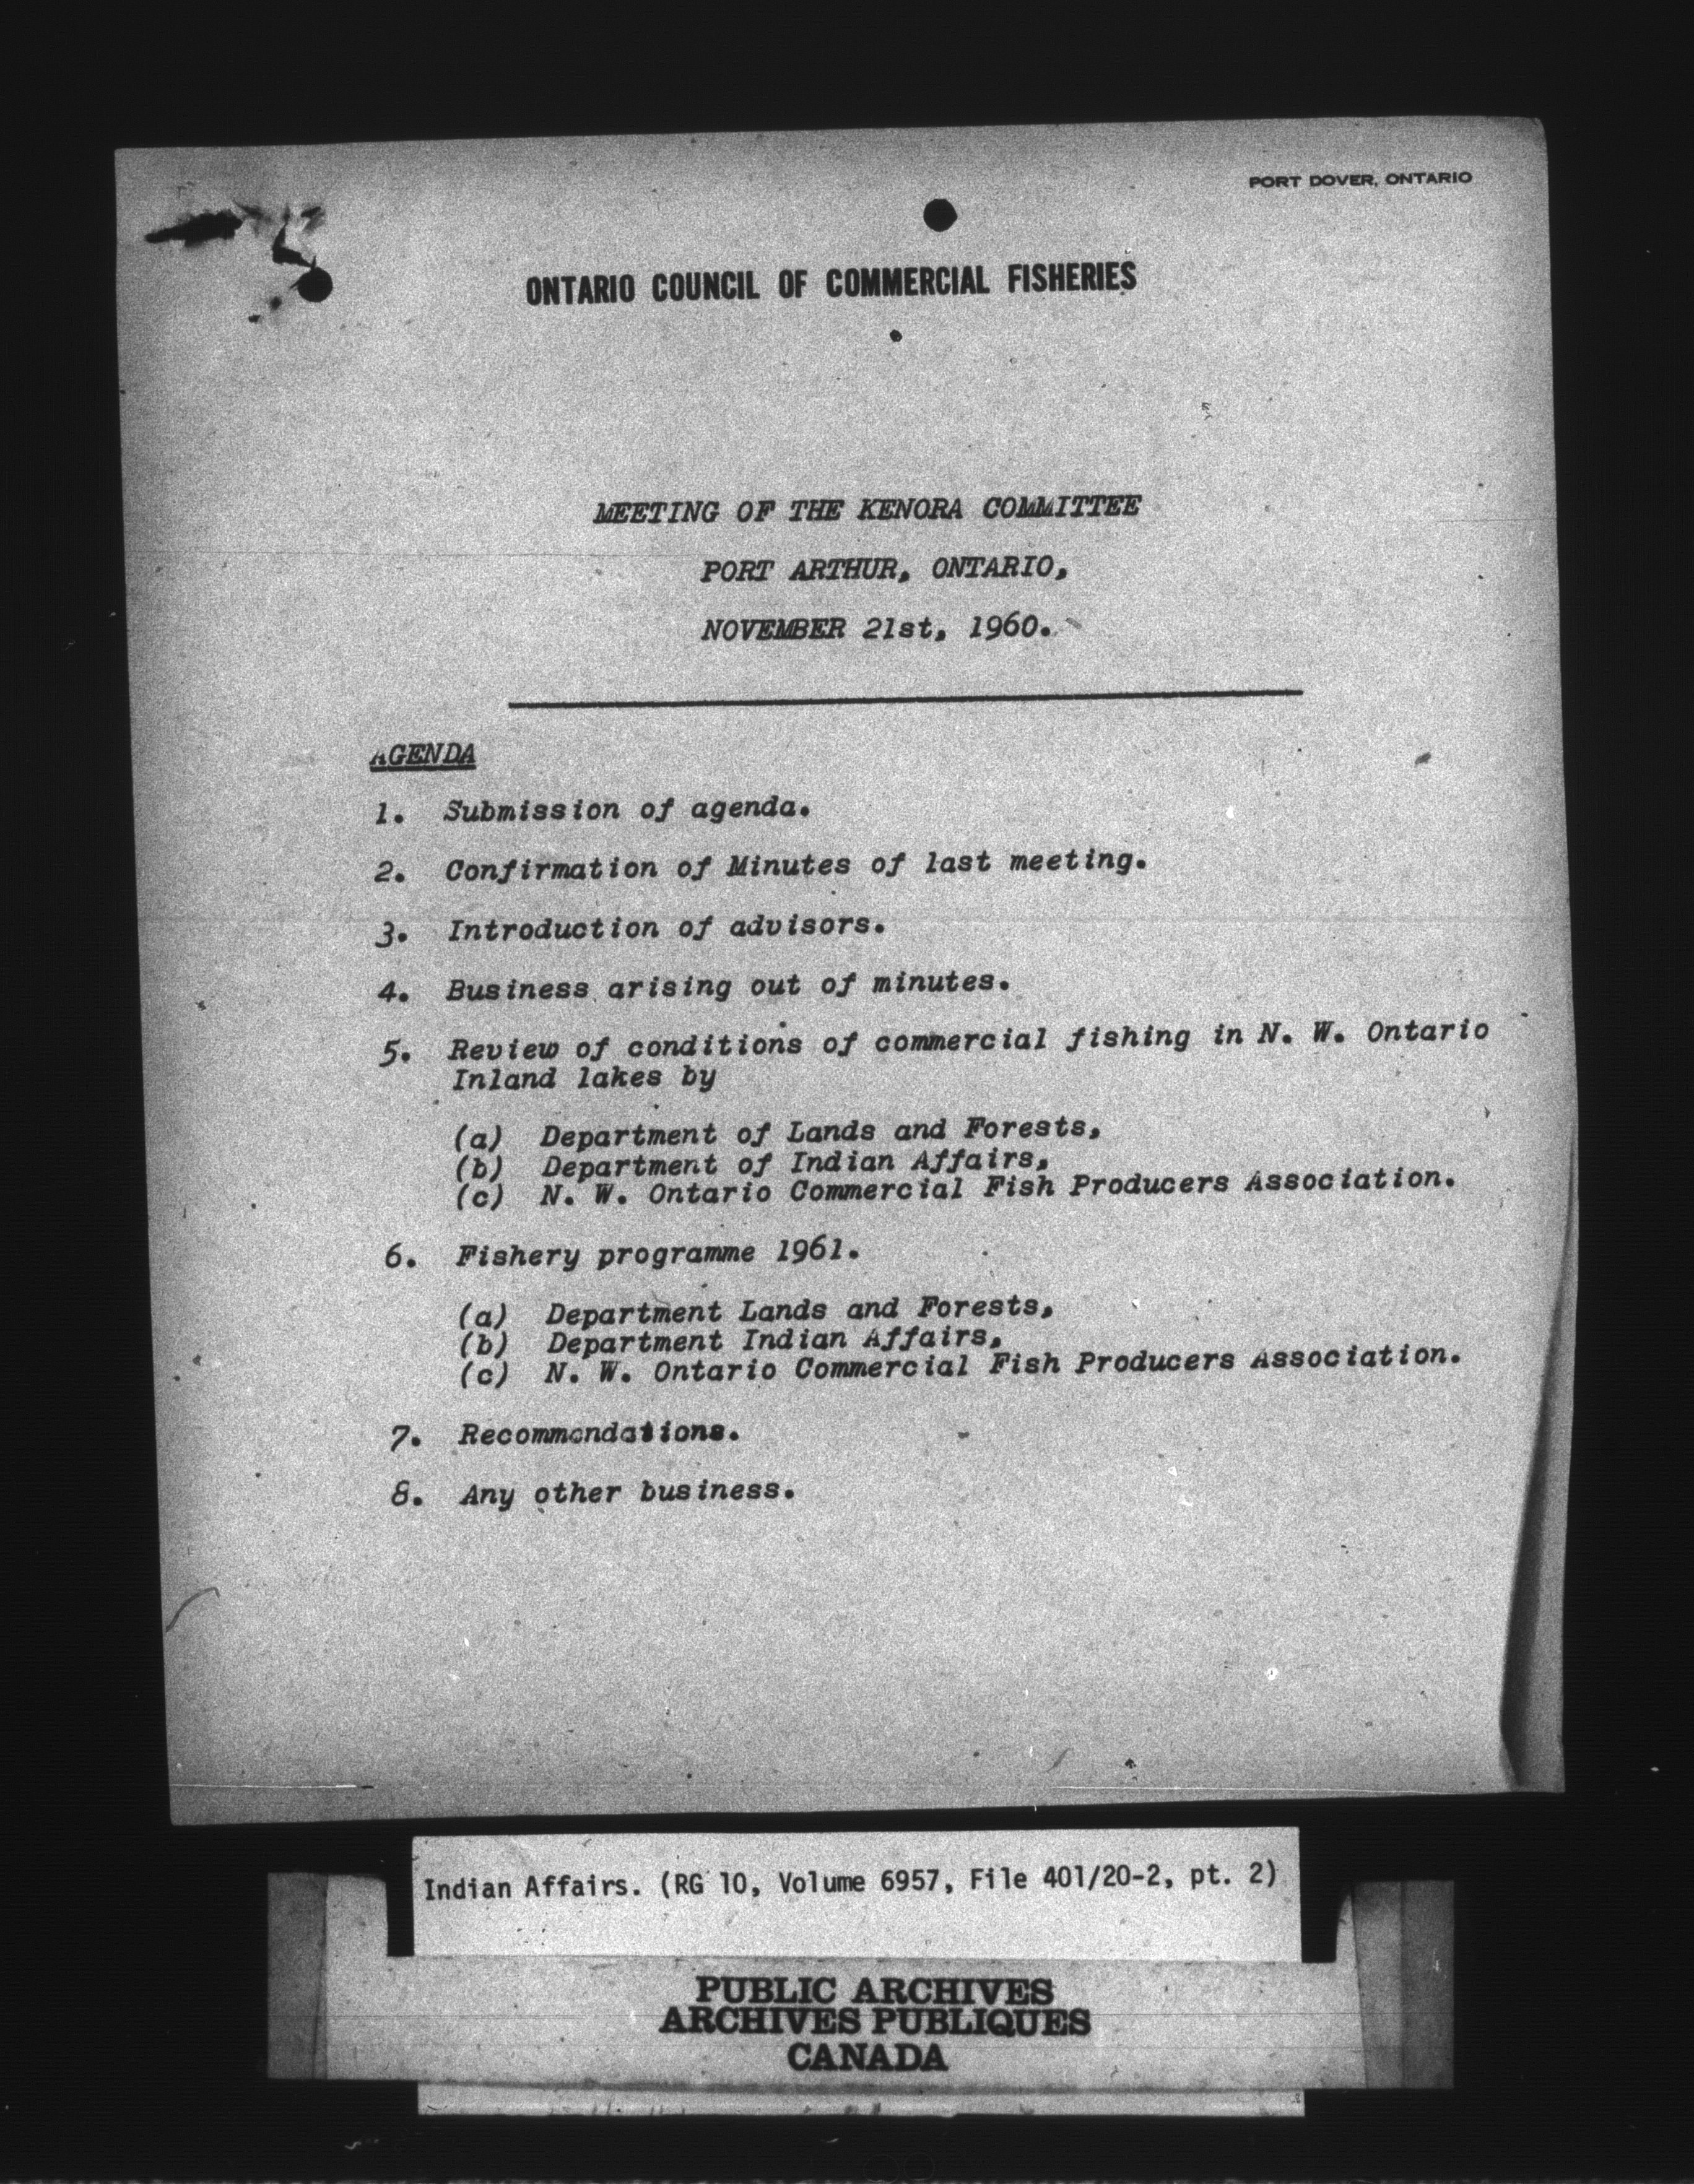 PORT DOVER, ONTARIO
ONTARIO COUNCIL OF COMMERCIAL FISHERIES
MEETING OF THE KENORA COMMITTEE
PORT ARTHUR, ONTARIO,
NOVEMBER 21st, 1960.
AGENDA
1. Submission of agenda.
2. Confirmation of Minutes of last meeting.
3. Introduction of advisors.
4. Business arising out of minutes.
5. Review of conditions of commercial fishing in N. W. Ontario
Inland lakes by
(a) Department of Lands and Forests,
(b) Department of Indian Affairs,
(c) N. W. Ontario Commercial Fish Producers Association.
6. Fishery programme 1961.
(a) Department Lands and Forests,
(b) Department Indian Affairs,
(c) N. W. Ontario Commercial Fish Producers Association.
7. Recommendations.
8. Any other business.
Indian Affairs. (RG 10, Volume 6957, File 401/20-2, pt. 2)
PUBLIC ARCHIVES
ARCHIVES PUBLIQUES
CANADA